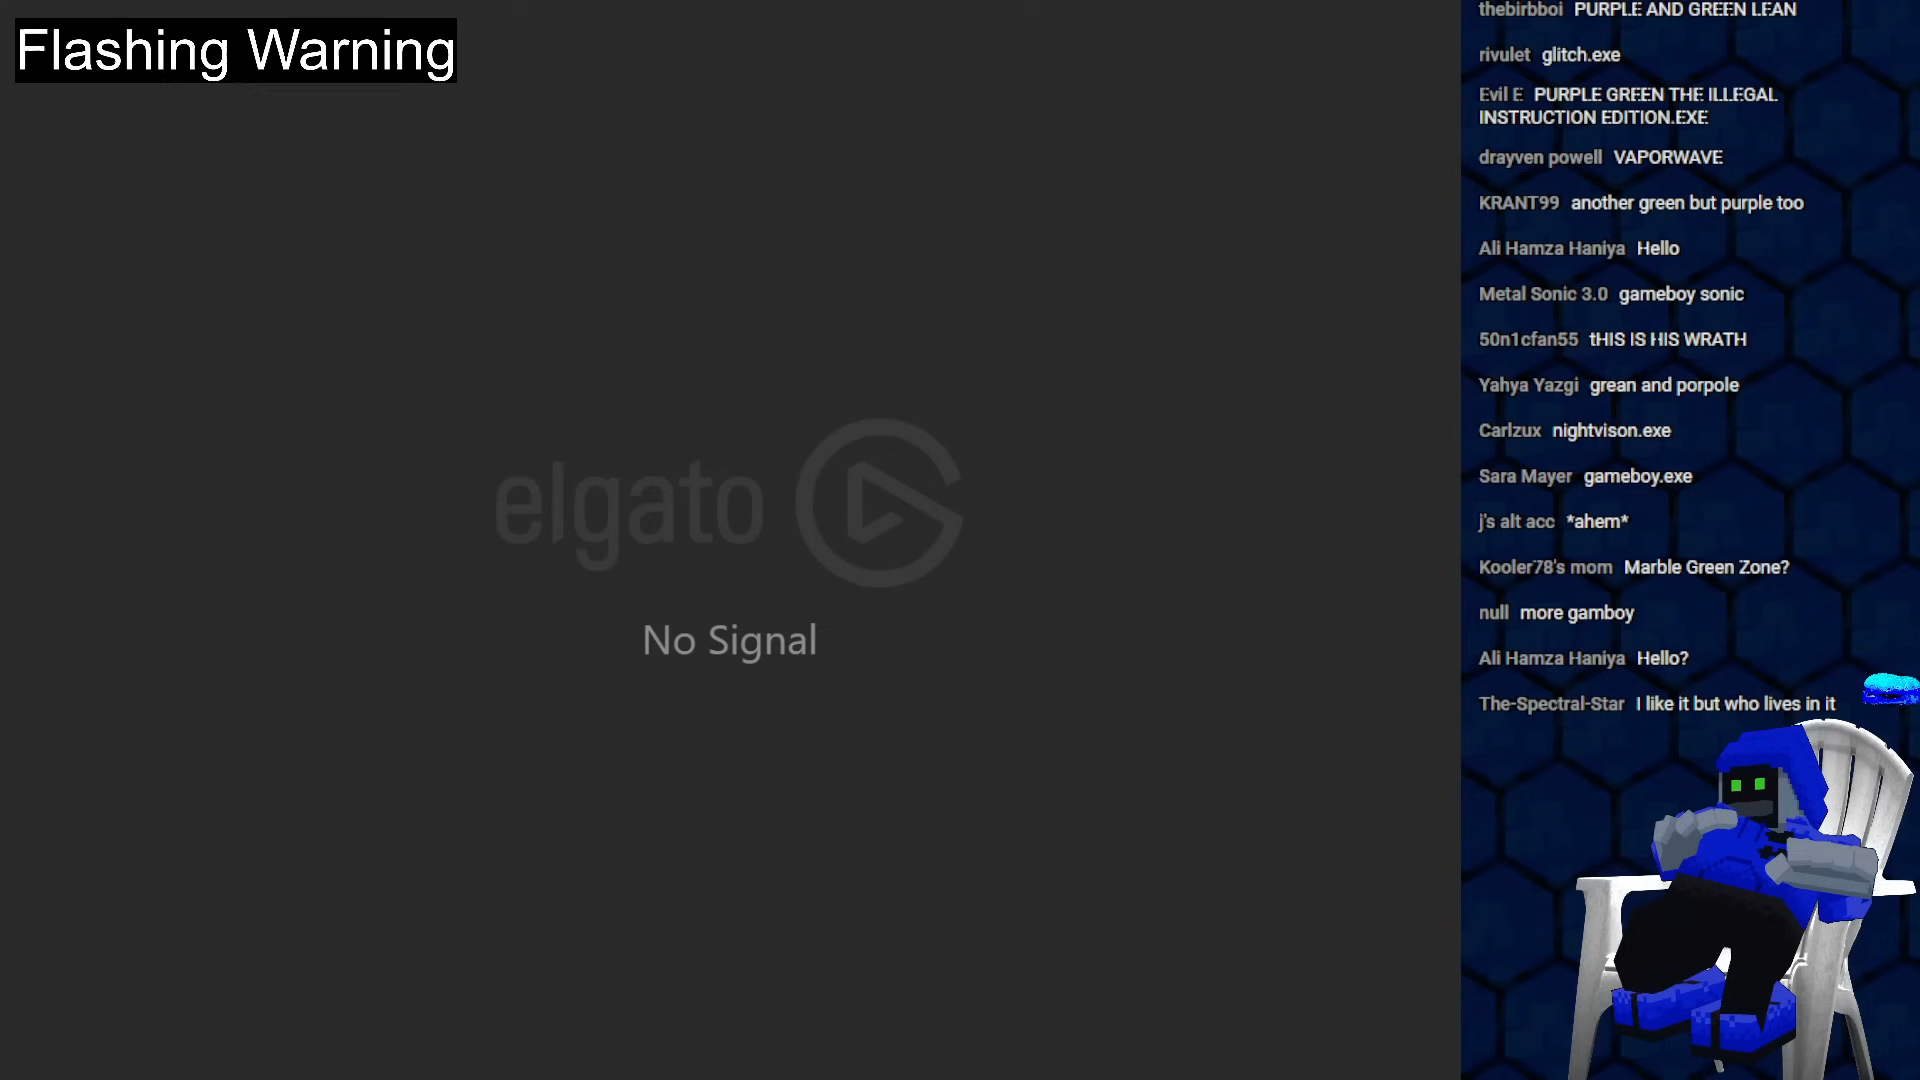 Flashing Warning
elgato
No Signal
thebirbboi PURPLE AND GREEN LEAN
rivulet glitch.exe
Evil E PURPLE GREEN THE ILLEGAL
INSTRUCTION EDITION.EXE
drayven powell VAPORWAVE
KRANT99 another green but purple too
Ali Hamza Haniya Hello
Metal Sonic 3.0 gameboy sonic
50n1cfan55 tHIS IS HIS WRATH
Yahya Yazgi grean and porpole
Carlzux nightvison.exe
Sara Mayer gameboy.exe
j's alt acc *ahem*
Kooler78's mom Marble Green Zone?
null more gamboy
Ali Hamza Haniya Hello?
The-Spectral-Star I like it but who lives in it